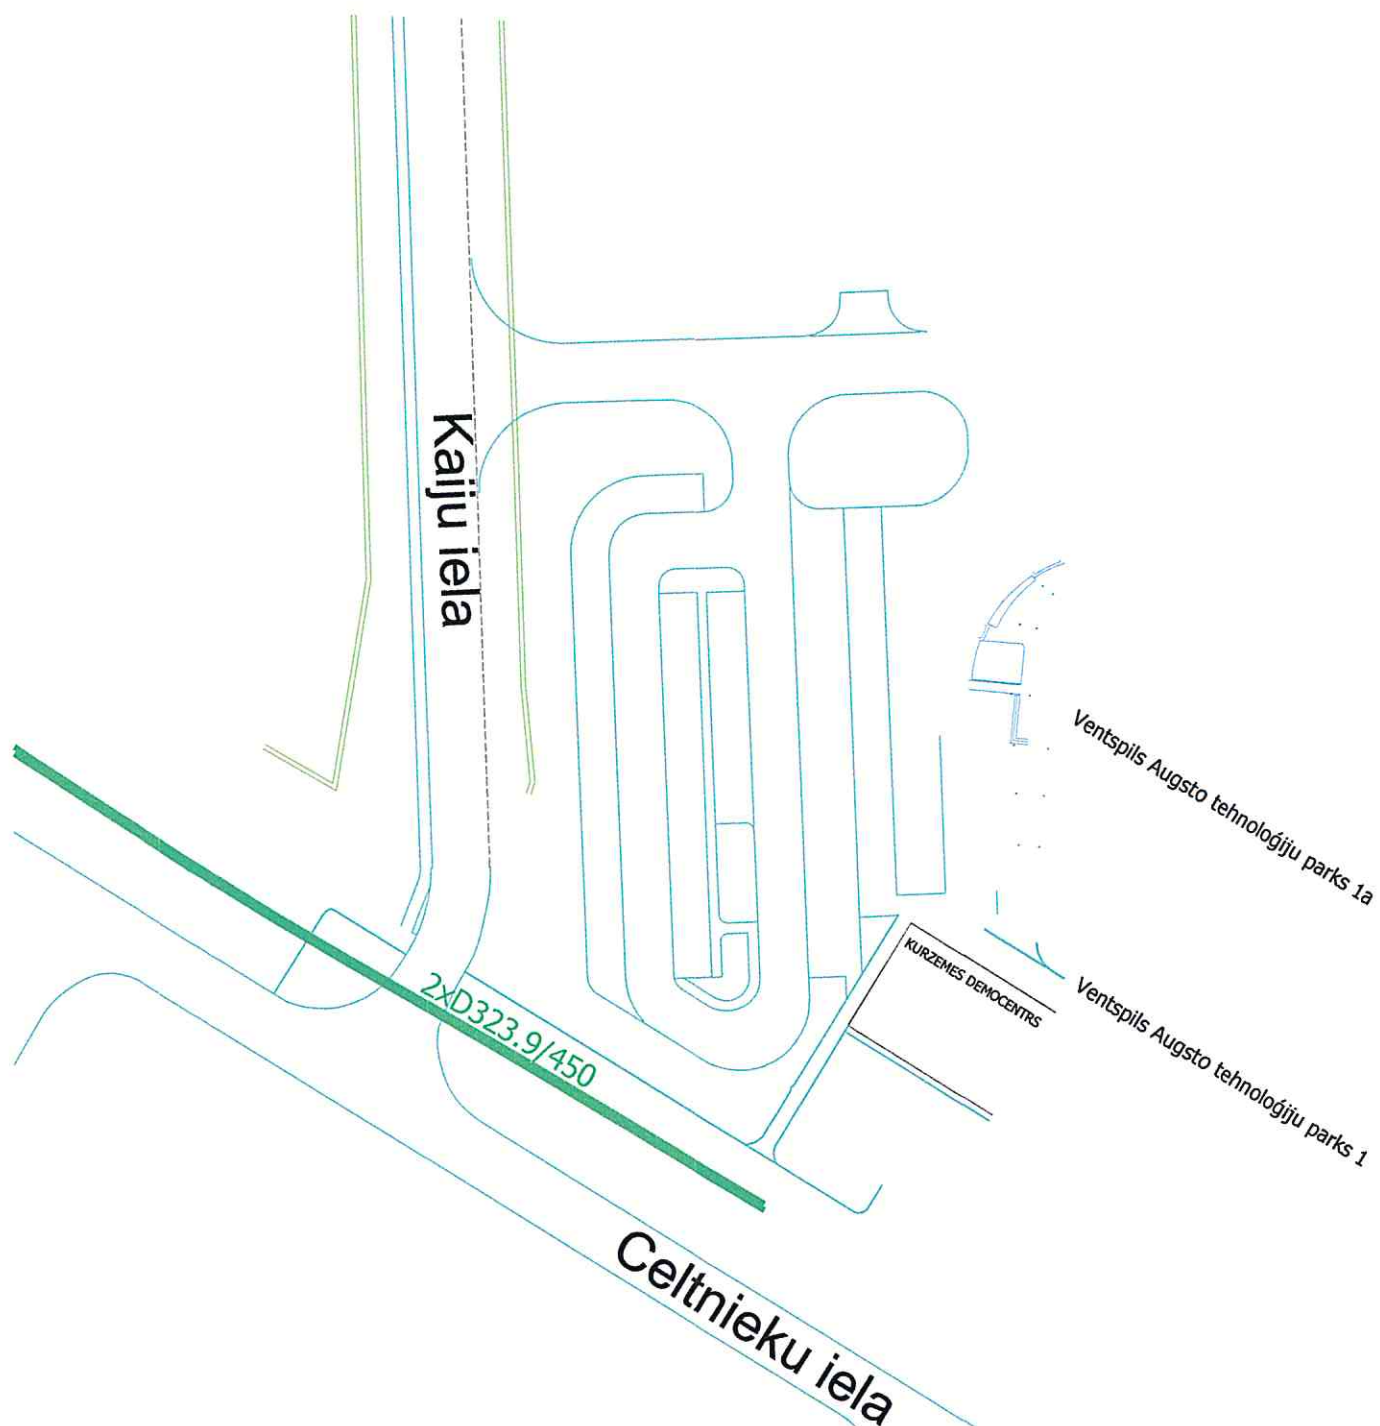 Kaiju iela
Ventspils Augsto tehnoloģiju parks 1a
KURZEMES DEMOCENTRS
2xD323.9/450
Ventspils Augsto tehnoloģiju parks 1
Celtnieku iela